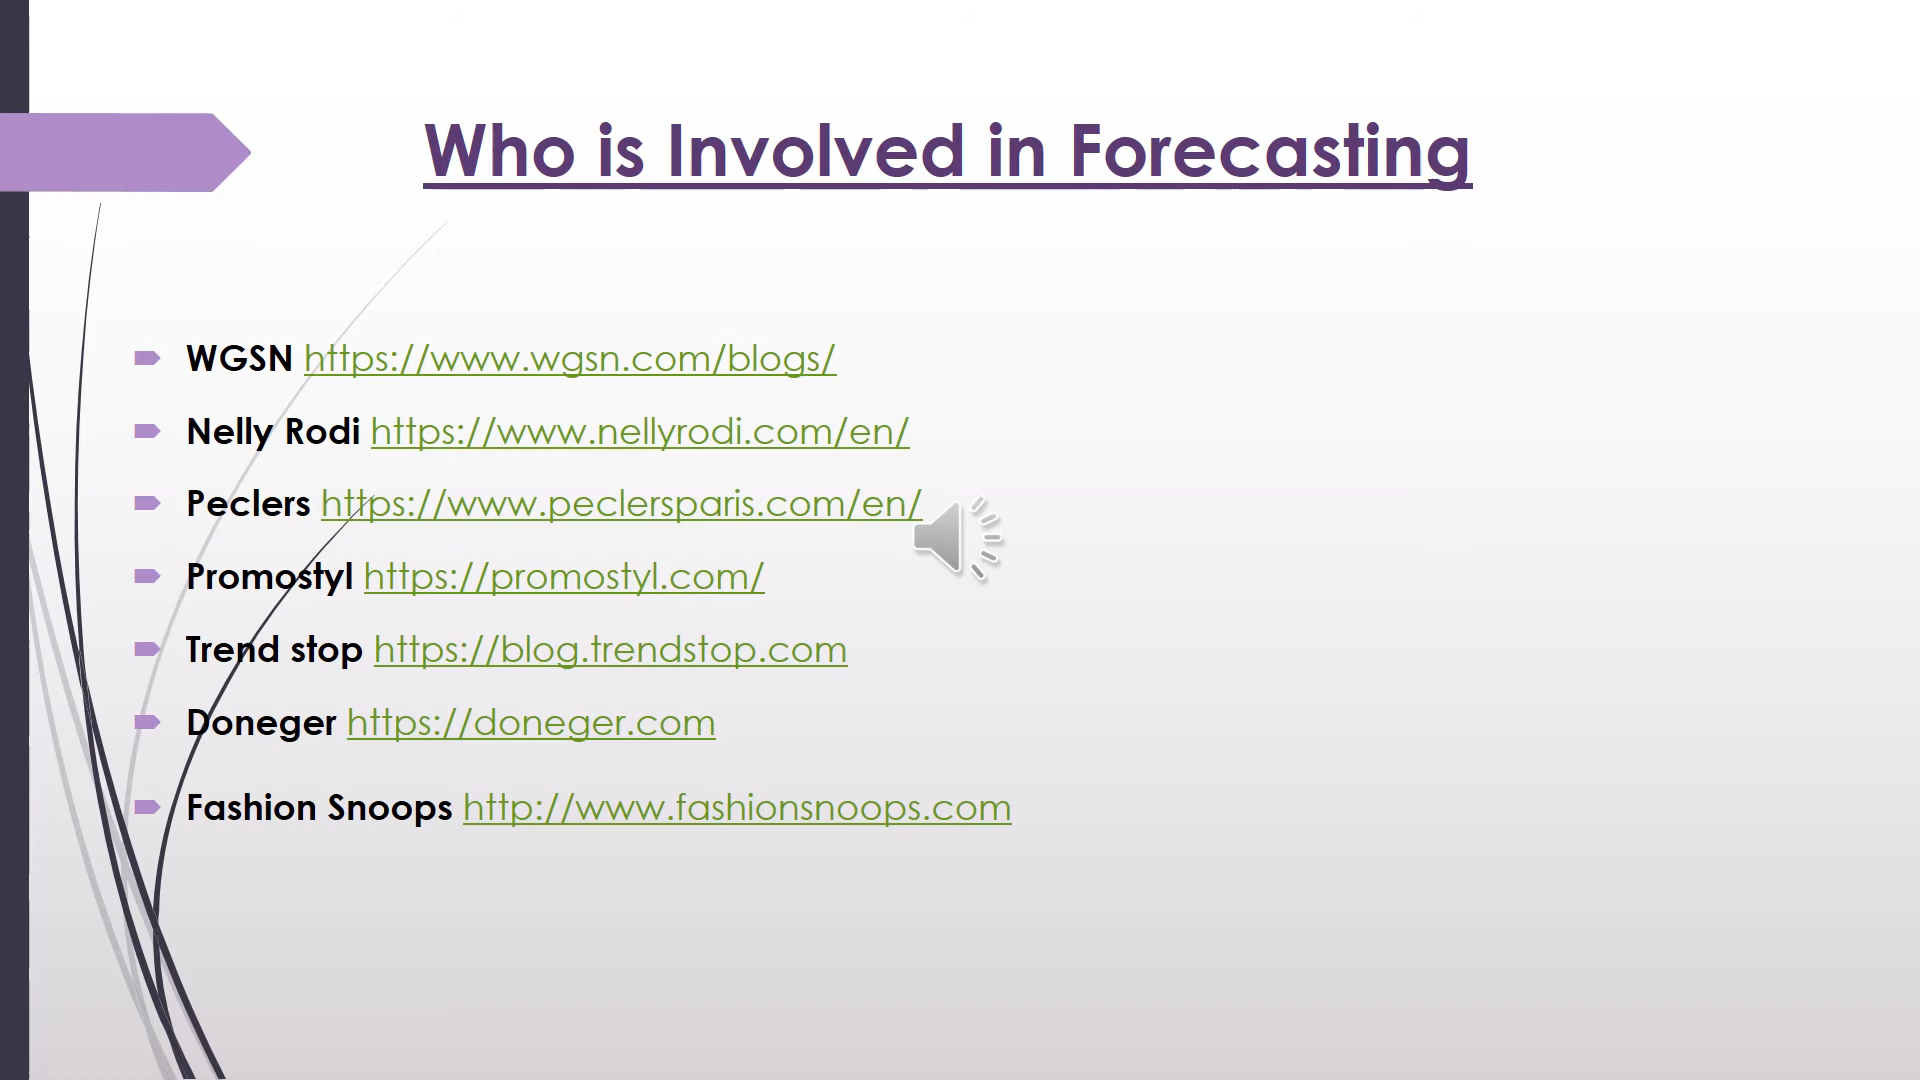 Who is Involved in Forecasting
WGSN https://www.wgsn.com/blogs/
Nelly Rodi https://www.nellyrodi.com/en/
Peclers https://www.peclersparis.com/en/
Promostyl https://promostyl.com/
Trend stop https://blog.trendstop.com
Doneger https://doneger.com
Fashion Snoops http://www.fashionsnoops.com